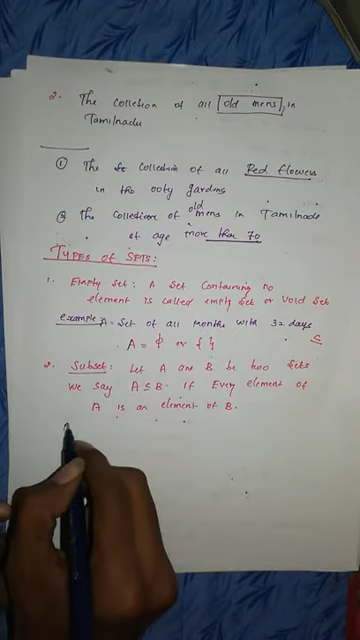 2. The Colletion of all old mens, in
Tamilnadu
① The Collection of all Red flowers
in the ooty gardens
② The Collection of old mens in Tamilnadu
at age more than 70
TYPES OF SETS:
1. Empty Set: A Set Containing no
element is called empty set or Void Set
example: A = Set of all months with 32 days
A = ϕ or { }
⊆
2. Subset: Let A and B be two Sets
We say A ⊆ B. If Every element of
A is an element of B.